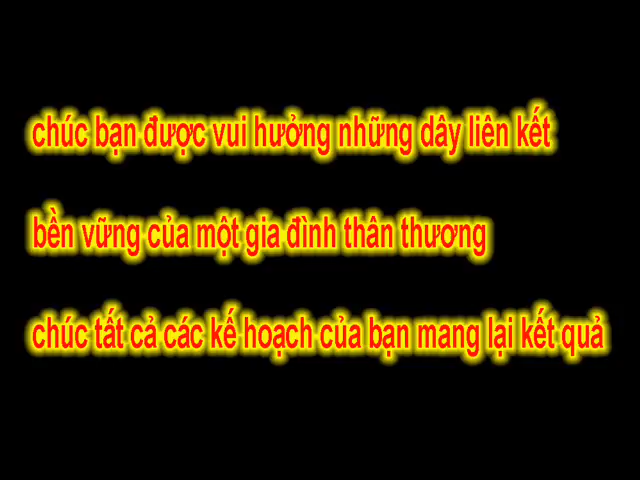 chúc bạn được vui hưởng những dây liên kết
bền vững của một gia đình thân thương
chúc tất cả các kế hoạch của bạn mang lại kết quả